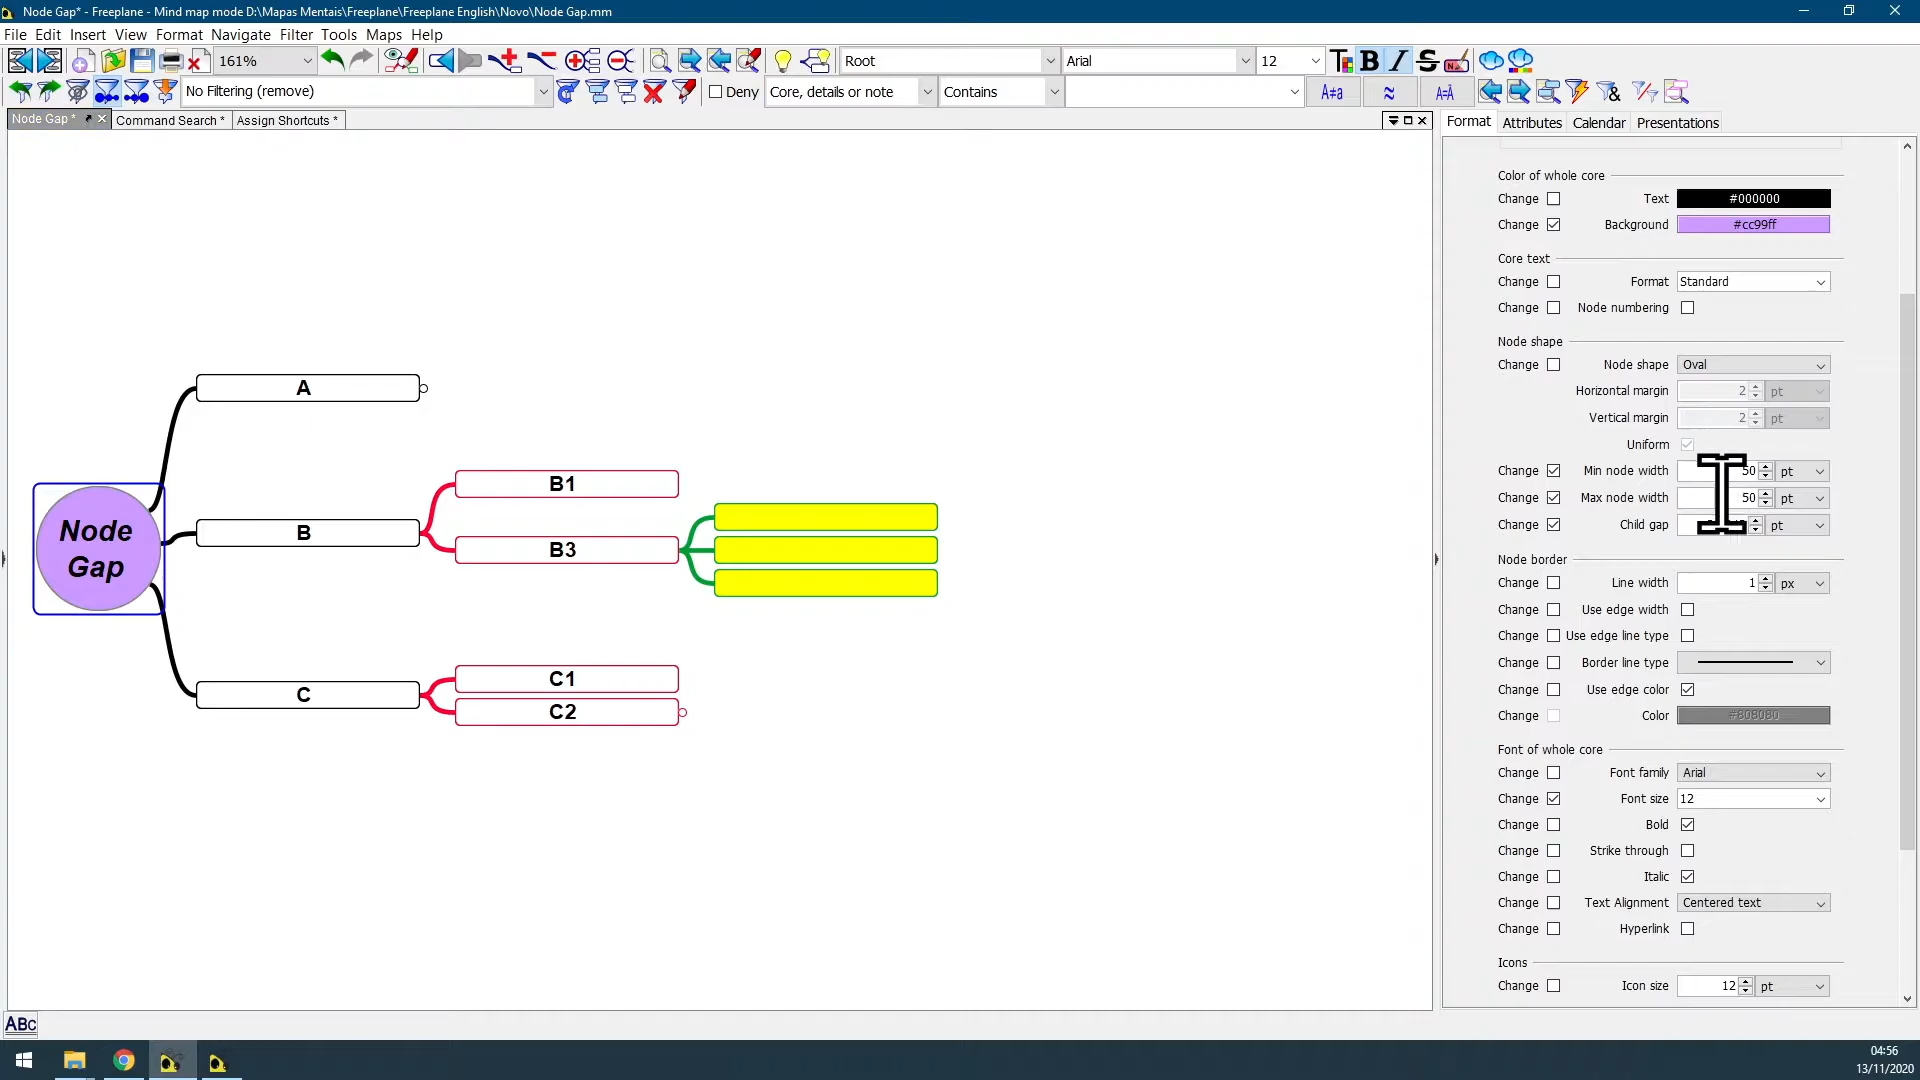 Node Gap* - Freeplane - Mind map mode D:\Mapas Mentais\Freeplane\Freeplane English\Novo\Node Gap.mm
File Edit Insert View Format Navigate Filter Tools Maps Help
161% Root Arial 12 B I S
No Filtering (remove) Deny Core, details or note Contains A≠a ≈ A=Ä &
Node Gap * Command Search * Assign Shortcuts *
Format Attributes Calendar Presentations
A
B
B1
B3
Node
Gap
C
C1
C2
Color of whole core
Change Text #000000
Change Background #cc99ff
Core text
Change Format Standard
Change Node numbering
Node shape
Change Node shape Oval
Horizontal margin 2 pt
Vertical margin 2 pt
Uniform
Change Min node width 50 pt
Change Max node width 50 pt
Change Child gap pt
Node border
Change Line width 1 px
Change Use edge width
Change Use edge line type
Change Border line type
Change Use edge color
Change Color #808080
Font of whole core
Change Font family Arial
Change Font size 12
Change Bold
Change Strike through
Change Italic
Change Text Alignment Centered text
Change Hyperlink
Icons
Change Icon size 12 pt
ABC
04:56
13/11/2020